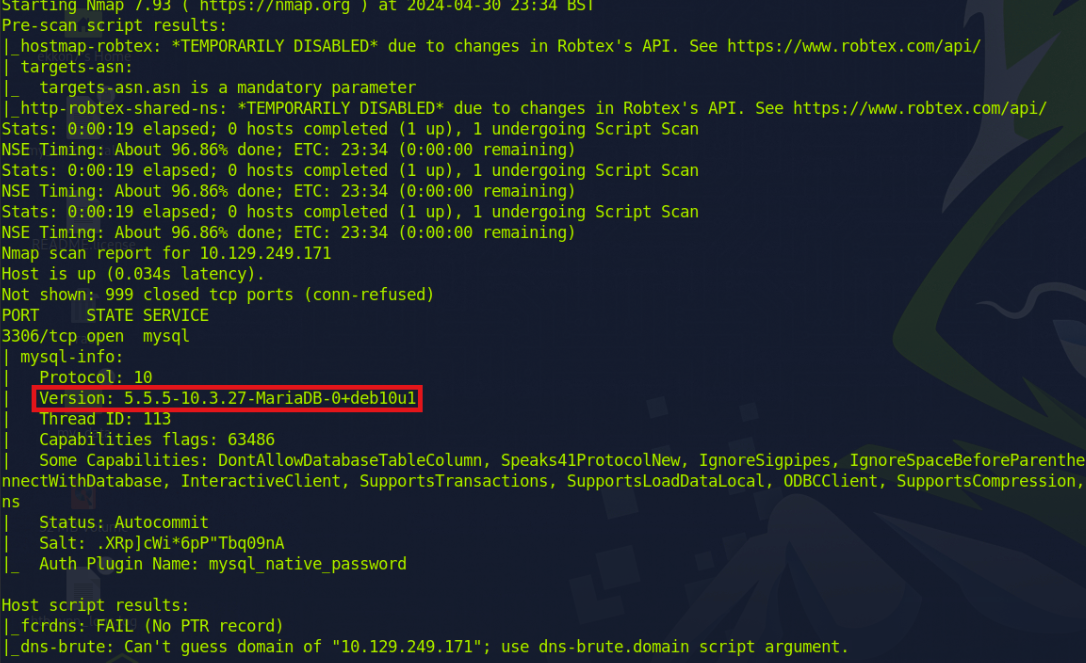 Starting Nmap 7.93 ( https://nmap.org ) at 2024-04-30 23:34 BST
Pre-scan script results:
|_hostmap-robtex: *TEMPORARILY DISABLED* due to changes in Robtex's API. See https://www.robtex.com/api/
| targets-asn:
|_  targets-asn.asn is a mandatory parameter
|_http-robtex-shared-ns: *TEMPORARILY DISABLED* due to changes in Robtex's API. See https://www.robtex.com/api/
Stats: 0:00:19 elapsed; 0 hosts completed (1 up), 1 undergoing Script Scan
NSE Timing: About 96.86% done; ETC: 23:34 (0:00:00 remaining)
Stats: 0:00:19 elapsed; 0 hosts completed (1 up), 1 undergoing Script Scan
NSE Timing: About 96.86% done; ETC: 23:34 (0:00:00 remaining)
Stats: 0:00:19 elapsed; 0 hosts completed (1 up), 1 undergoing Script Scan
NSE Timing: About 96.86% done; ETC: 23:34 (0:00:00 remaining)
Nmap scan report for 10.129.249.171
Host is up (0.034s latency).
Not shown: 999 closed tcp ports (conn-refused)
PORT     STATE SERVICE
3306/tcp open  mysql
| mysql-info:
|   Protocol: 10
|   Version: 5.5.5-10.3.27-MariaDB-0+deb10u1
|   Thread ID: 113
|   Capabilities flags: 63486
|   Some Capabilities: DontAllowDatabaseTableColumn, Speaks41ProtocolNew, IgnoreSigpipes, IgnoreSpaceBeforeParenthe
nnectWithDatabase, InteractiveClient, SupportsTransactions, SupportsLoadDataLocal, ODBCClient, SupportsCompression,
ns
|   Status: Autocommit
|   Salt: .XRp]cWi*6pP"Tbq09nA
|_  Auth Plugin Name: mysql_native_password

Host script results:
|_fcrdns: FAIL (No PTR record)
|_dns-brute: Can't guess domain of "10.129.249.171"; use dns-brute.domain script argument.